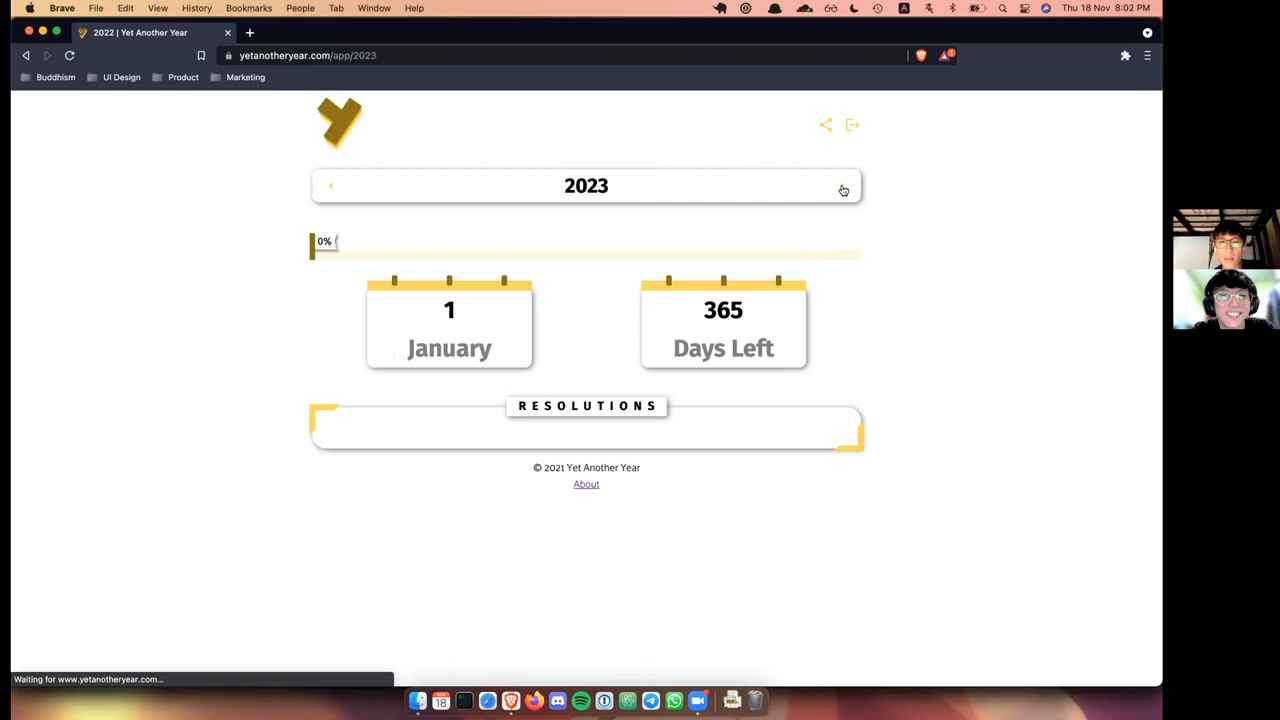 Brave File Edit View History Bookmarks People Tab Window Help Thu 18 Nov 8:02 PM
2022 | Yet Another Year
yetanotheryear.com/app/2023
Buddhism UI Design Product Marketing
2023
0%
1
January
365
Days Left
RESOLUTIONS
© 2021 Yet Another Year
About
Waiting for www.yetanotheryear.com...
18